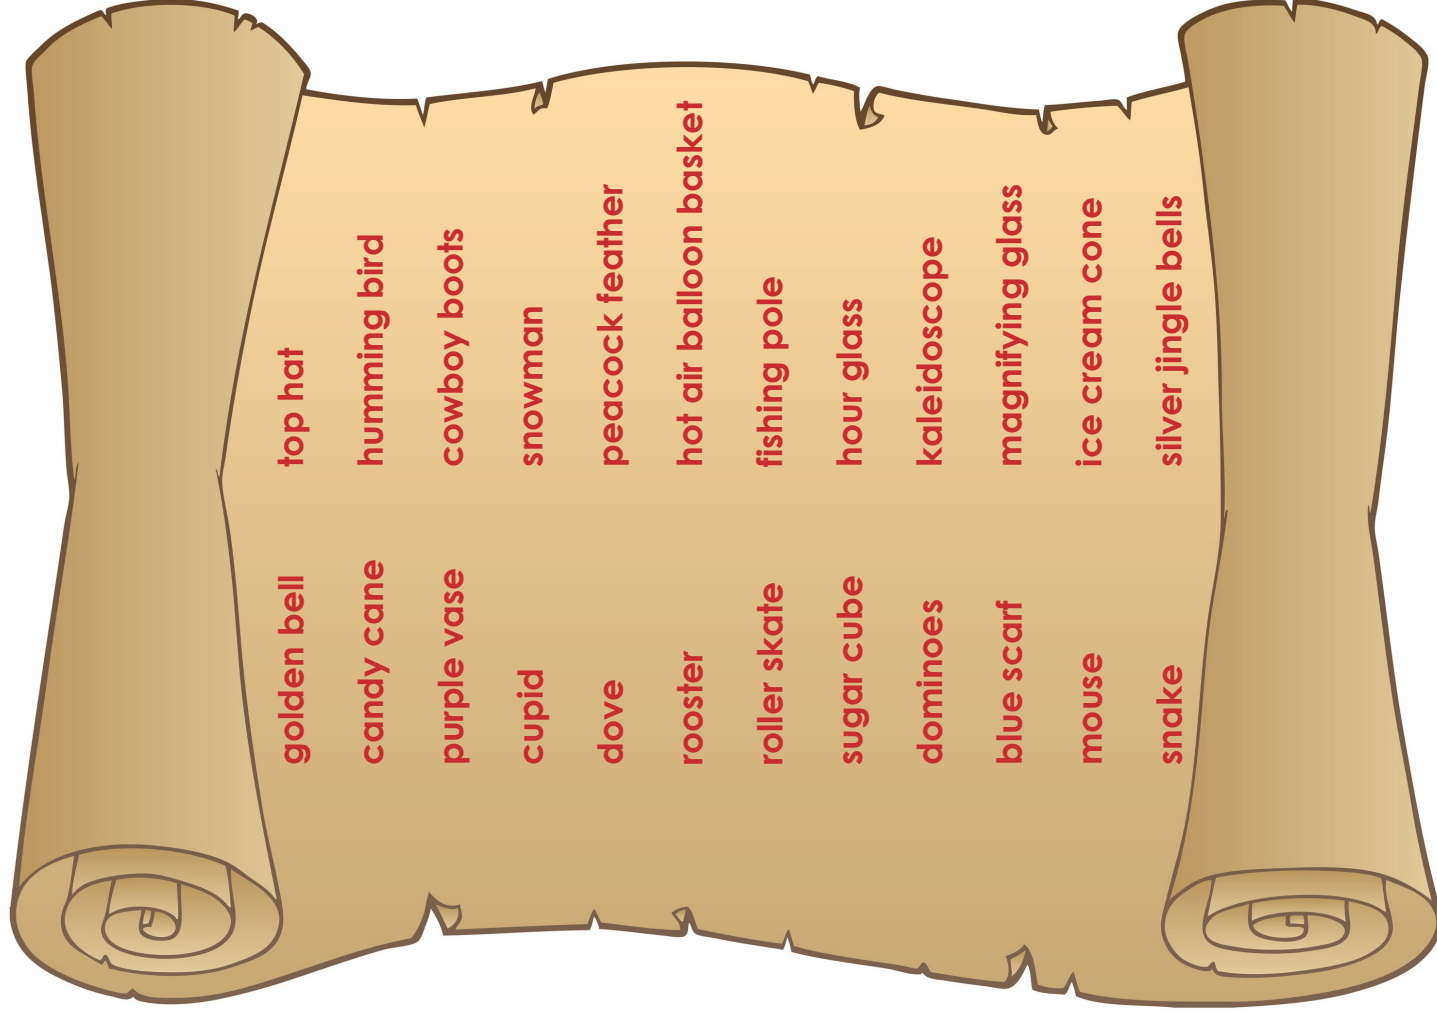 golden bell
candy cane
purple vase
cupid
dove
rooster
roller skate
sugar cube
dominoes
blue scarf
mouse
snake
top hat
humming bird
cowboy boots
snowman
peacock feather
hot air balloon basket
fishing pole
hour glass
kaleidoscope
magnifying glass
ice cream cone
silver jingle bells